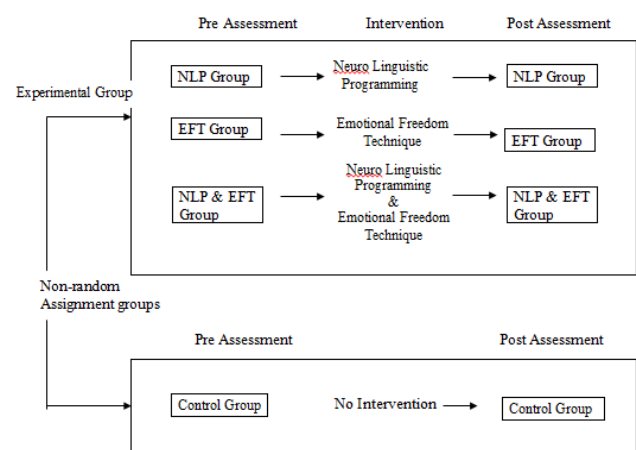 Pre Assessment Intervention Post Assessment
NLP Group Neuro Linguistic Programming NLP Group
Experimental Group
EFT Group Emotional Freedom Technique EFT Group
NLP & EFT Group
Neuro Linguistic
Programming
&
Emotional Freedom
Technique
NLP & EFT
Group
Non-random
Assignment groups
Pre Assessment Post Assessment
Control Group No Intervention Control Group